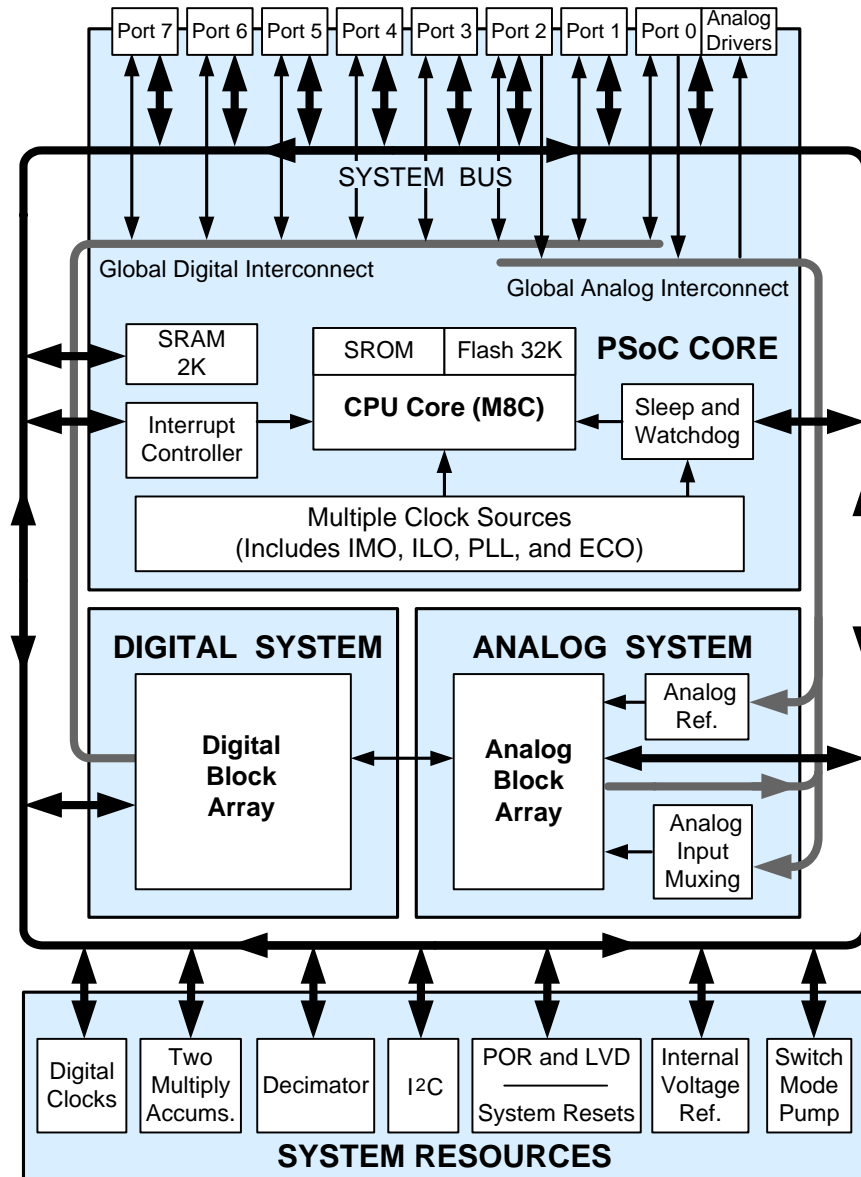 Port 7
Port 6
Port 5
Port 4
Port 3
Port 2
Port 1
Port 0
Analog
Drivers
SYSTEM BUS
Global Digital Interconnect
Global Analog Interconnect
PSoC CORE
SRAM
2K
SROM
Flash 32K
CPU Core (M8C)
Interrupt
Controller
Sleep and
Watchdog
Multiple Clock Sources
(Includes IMO, ILO, PLL, and ECO)
DIGITAL SYSTEM
Digital
Block
Array
ANALOG SYSTEM
Analog
Block
Array
Analog
Ref.
Analog
Input
Muxing
Digital
Clocks
Two
Multiply
Accums.
Decimator
I²C
POR and LVD
System Resets
Internal
Voltage
Ref.
Switch
Mode
Pump
SYSTEM RESOURCES